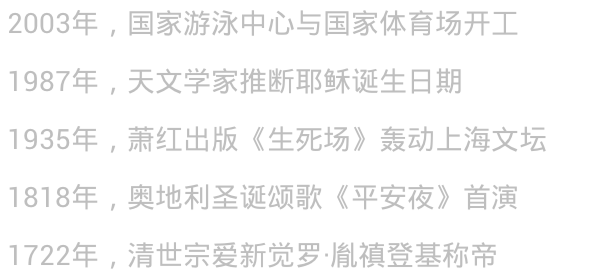 2003年，国家游泳中心与国家体育场开工
1987年，天文学家推断耶稣诞生日期
1935年，萧红出版《生死场》轰动上海文坛
1818年，奥地利圣诞颂歌《平安夜》首演
1722年，清世宗爱新觉罗·胤禛登基称帝